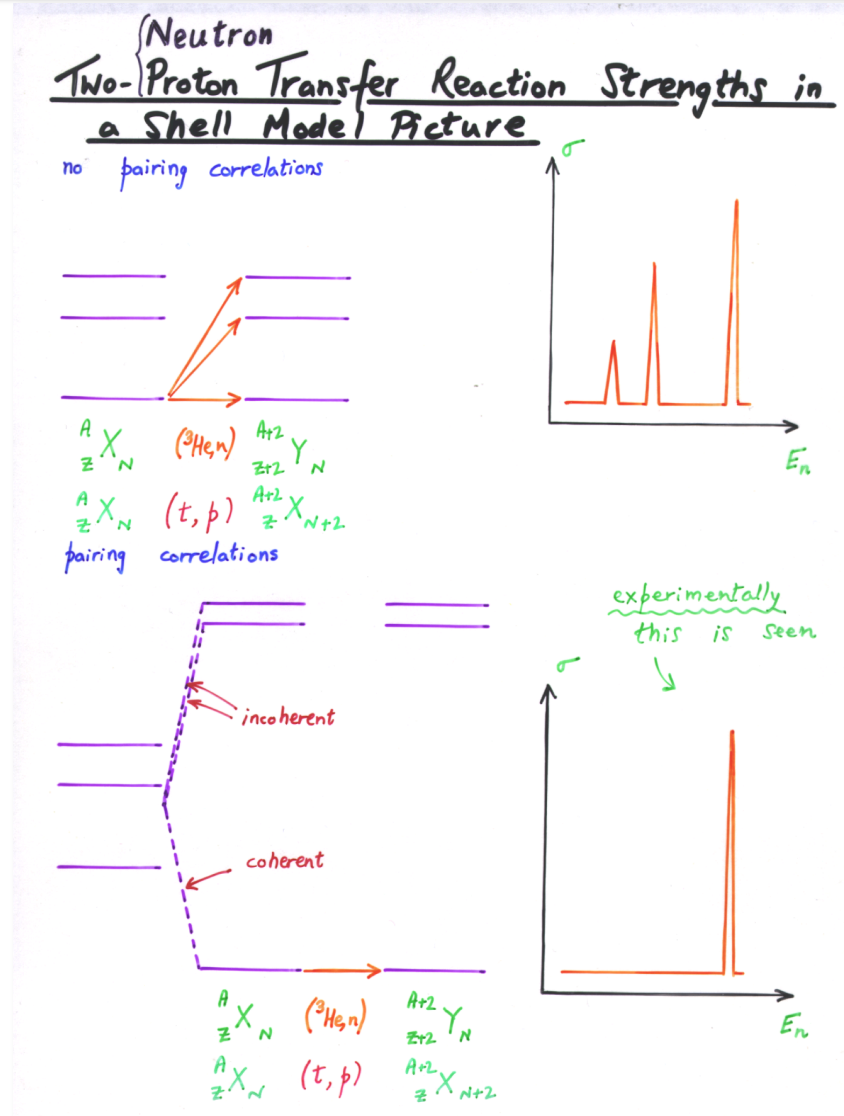 Neutron
Two-Proton Transfer Reaction Strengths in
a Shell Model Picture
no pairing correlations
σ
A Z X N (³He,n) A+2 Z+2 Y N
A Z X N (t,p) A+2 Z X N+2
Eₙ
pairing correlations
experimentally
this is seen
σ
incoherent
coherent
A Z X N (³He,n) A+2 Z+2 Y N
A Z X N (t,p) A+2 Z X N+2
Eₙ